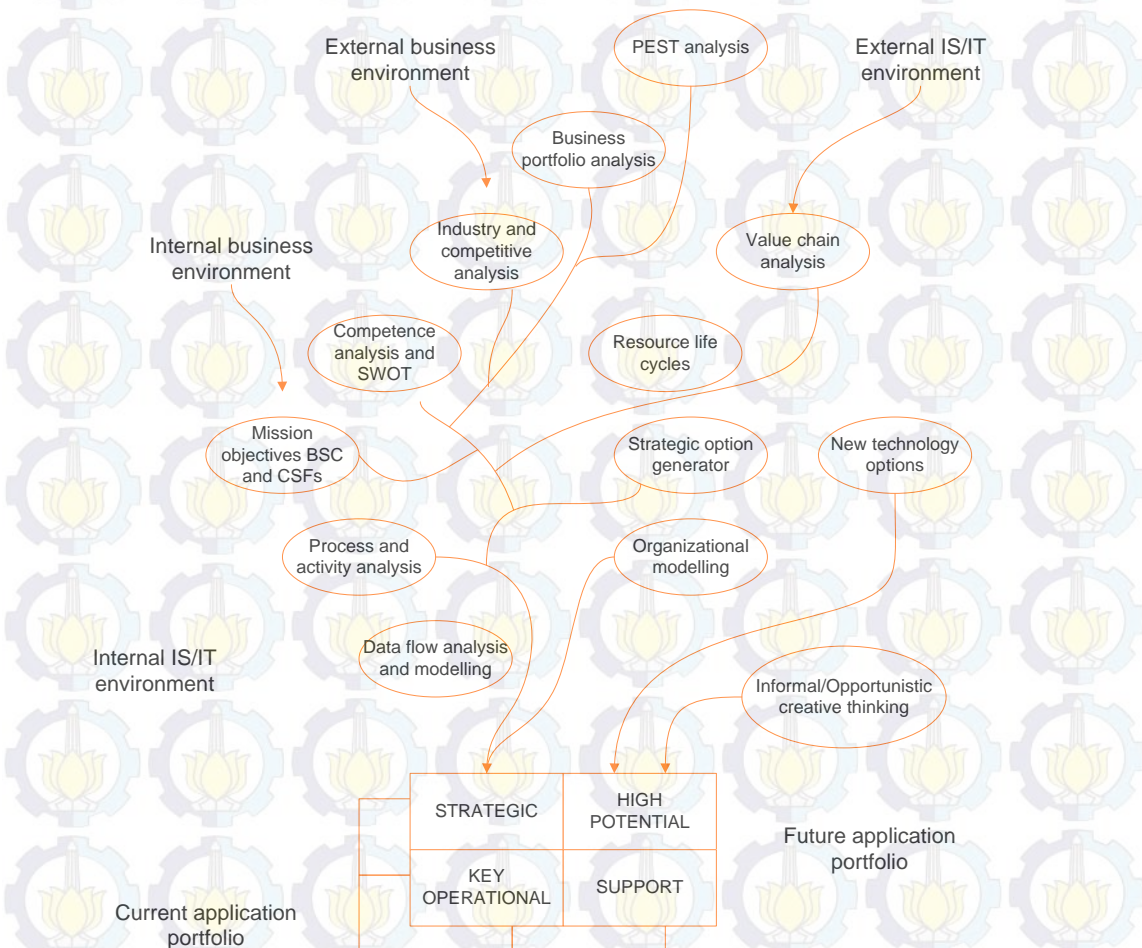 External business
environment
PEST analysis
External IS/IT
environment
Business
portfolio analysis
Internal business
environment
Industry and
competitive
analysis
Value chain
analysis
Competence
analysis and
SWOT
Resource life
cycles
Mission
objectives BSC
and CSFs
Strategic option
generator
New technology
options
Process and
activity analysis
Organizational
modelling
Internal IS/IT
environment
Data flow analysis
and modelling
Informal/Opportunistic
creative thinking
STRATEGIC
HIGH
POTENTIAL
Future application
portfolio
KEY
OPERATIONAL
SUPPORT
Current application
portfolio